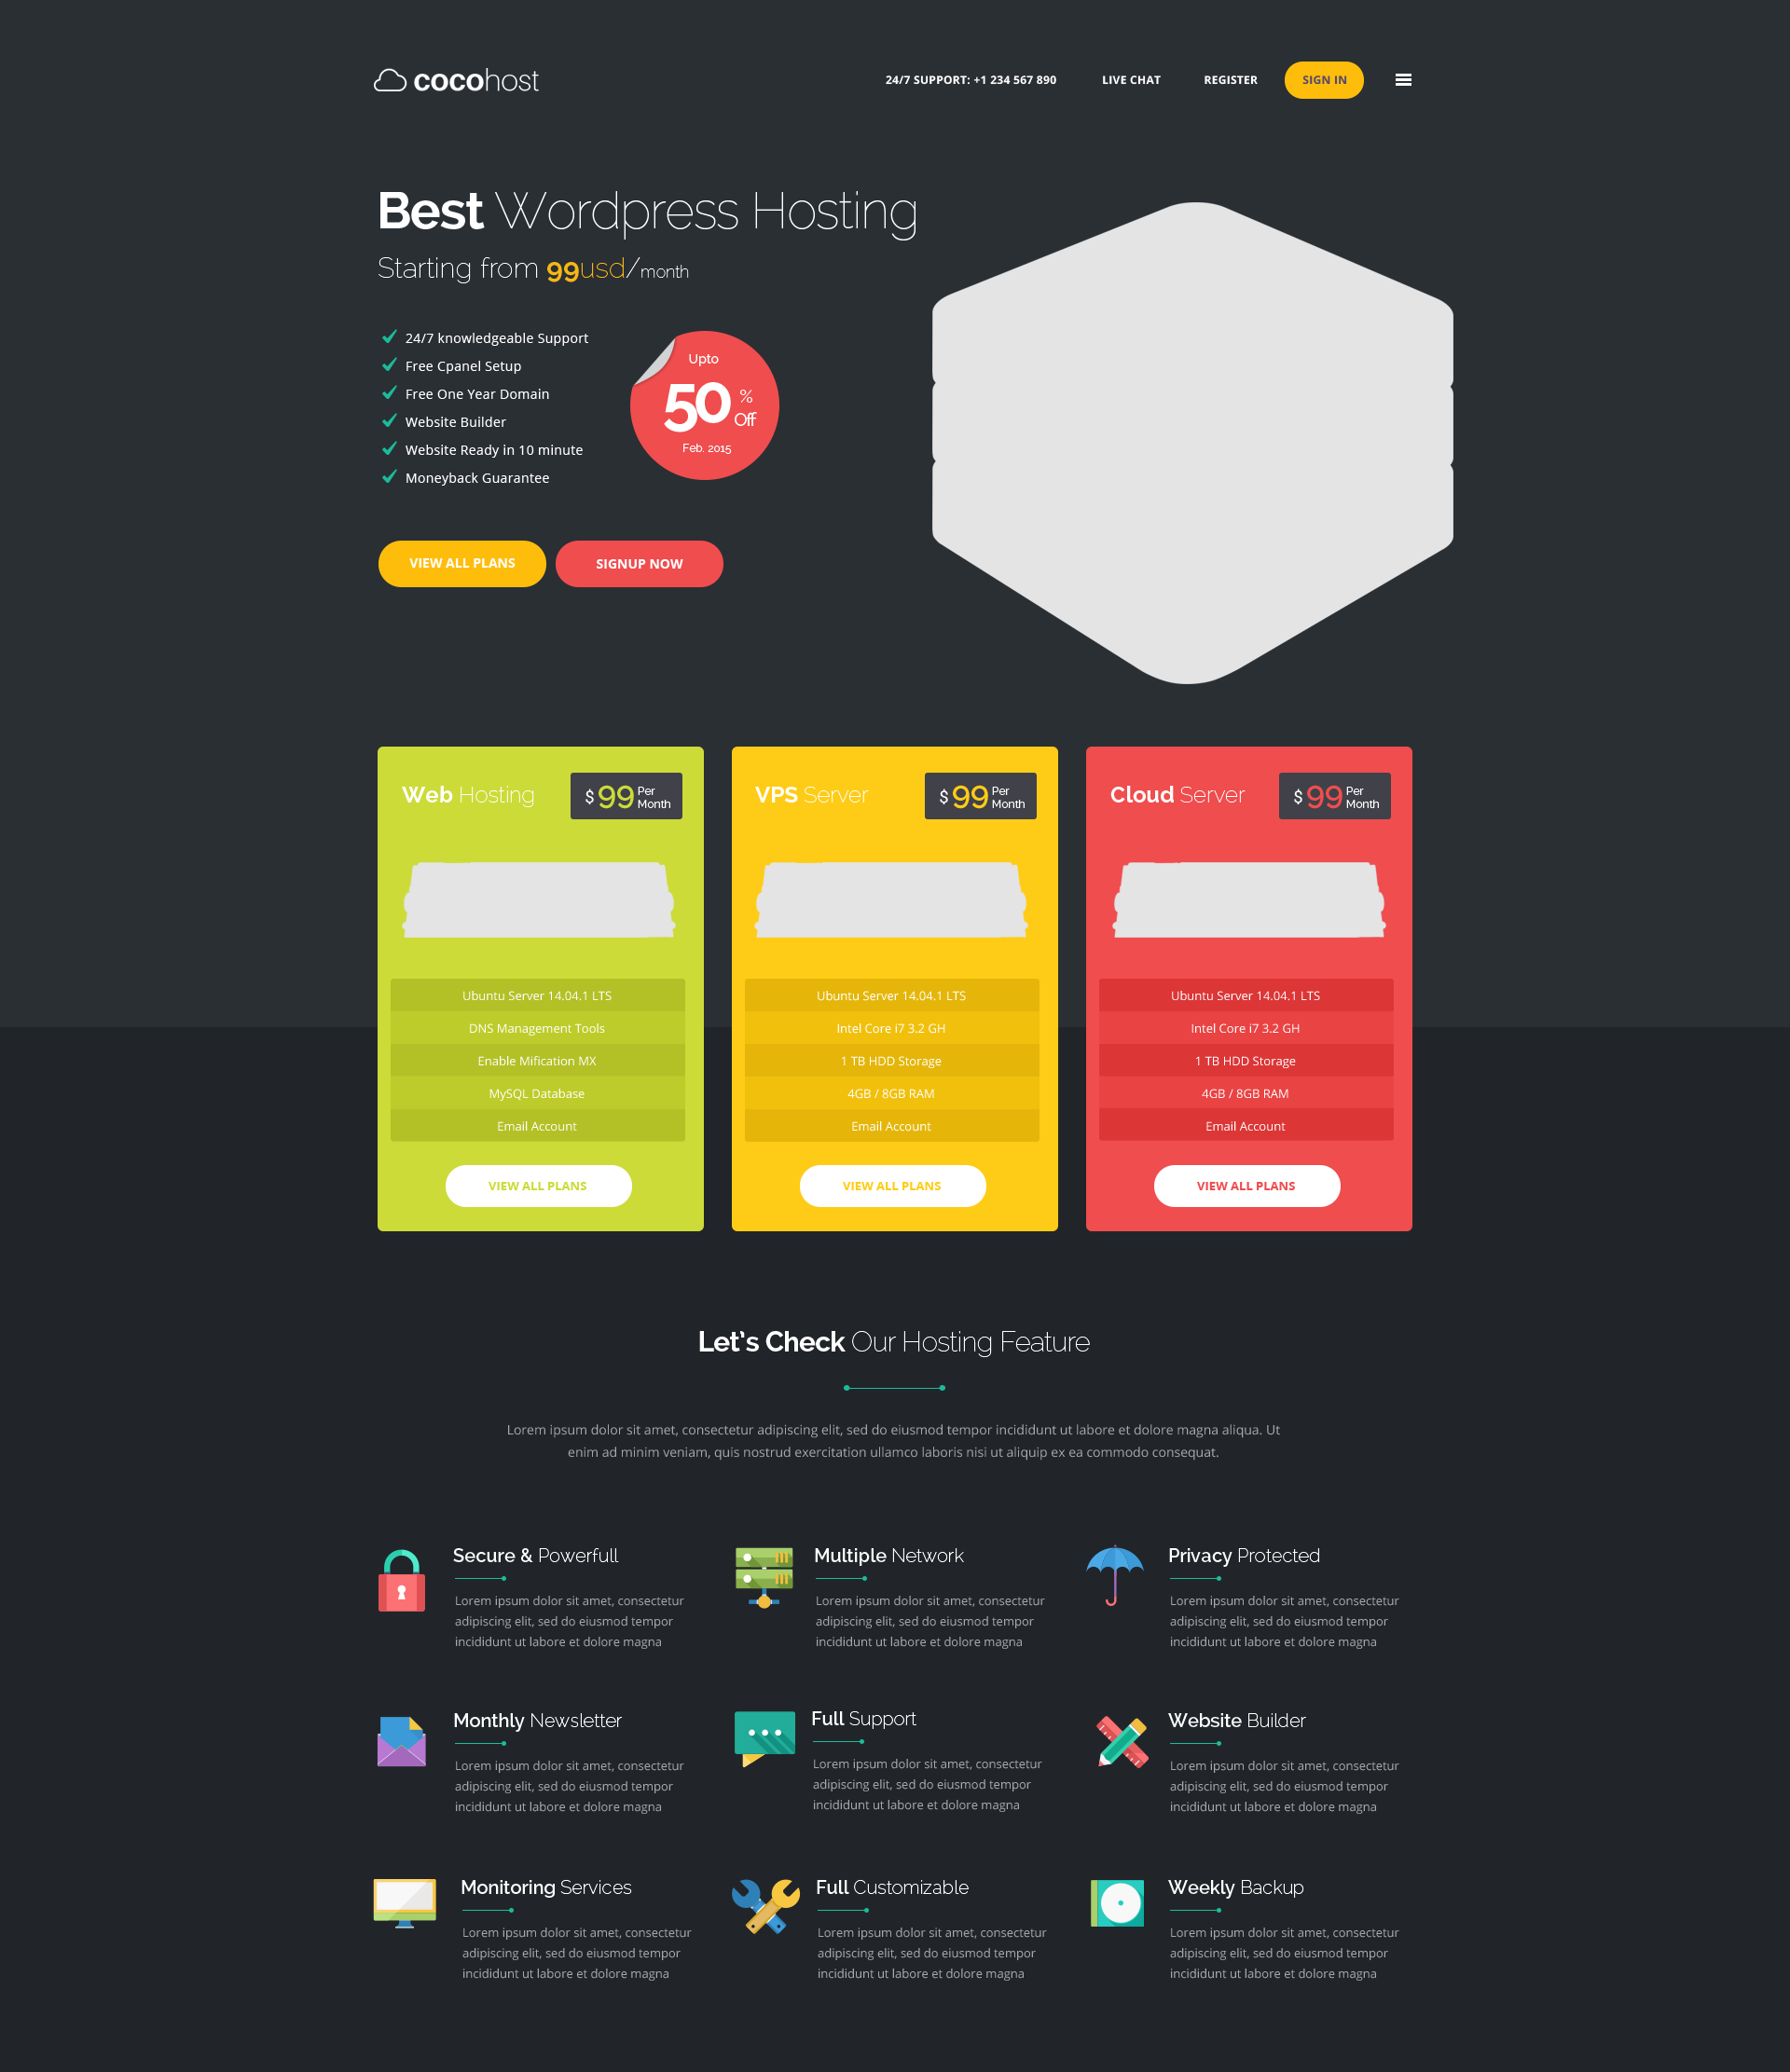 cocohost
24/7 SUPPORT: +1 234 567 890
LIVE CHAT
REGISTER
SIGN IN
Best Wordpress Hosting
Starting from 99usd/month
24/7 knowledgeable Support
Free Cpanel Setup
Free One Year Domain
Website Builder
Website Ready in 10 minute
Moneyback Guarantee
Upto
50 %
Off
Feb. 2015
VIEW ALL PLANS
SIGNUP NOW
Web Hosting
$ 99 Per
Month
Ubuntu Server 14.04.1 LTS
DNS Management Tools
Enable Mification MX
MySQL Database
Email Account
VIEW ALL PLANS
VPS Server
$ 99 Per
Month
Ubuntu Server 14.04.1 LTS
Intel Core i7 3.2 GH
1 TB HDD Storage
4GB / 8GB RAM
Email Account
VIEW ALL PLANS
Cloud Server
$ 99 Per
Month
Ubuntu Server 14.04.1 LTS
Intel Core i7 3.2 GH
1 TB HDD Storage
4GB / 8GB RAM
Email Account
VIEW ALL PLANS
Let's Check Our Hosting Feature
Lorem ipsum dolor sit amet, consectetur adipiscing elit, sed do eiusmod tempor incididunt ut labore et dolore magna aliqua. Ut
enim ad minim veniam, quis nostrud exercitation ullamco laboris nisi ut aliquip ex ea commodo consequat.
Secure & Powerfull
Lorem ipsum dolor sit amet, consectetur
adipiscing elit, sed do eiusmod tempor
incididunt ut labore et dolore magna
Multiple Network
Lorem ipsum dolor sit amet, consectetur
adipiscing elit, sed do eiusmod tempor
incididunt ut labore et dolore magna
Privacy Protected
Lorem ipsum dolor sit amet, consectetur
adipiscing elit, sed do eiusmod tempor
incididunt ut labore et dolore magna
Monthly Newsletter
Lorem ipsum dolor sit amet, consectetur
adipiscing elit, sed do eiusmod tempor
incididunt ut labore et dolore magna
Full Support
Lorem ipsum dolor sit amet, consectetur
adipiscing elit, sed do eiusmod tempor
incididunt ut labore et dolore magna
Website Builder
Lorem ipsum dolor sit amet, consectetur
adipiscing elit, sed do eiusmod tempor
incididunt ut labore et dolore magna
Monitoring Services
Lorem ipsum dolor sit amet, consectetur
adipiscing elit, sed do eiusmod tempor
incididunt ut labore et dolore magna
Full Customizable
Lorem ipsum dolor sit amet, consectetur
adipiscing elit, sed do eiusmod tempor
incididunt ut labore et dolore magna
Weekly Backup
Lorem ipsum dolor sit amet, consectetur
adipiscing elit, sed do eiusmod tempor
incididunt ut labore et dolore magna